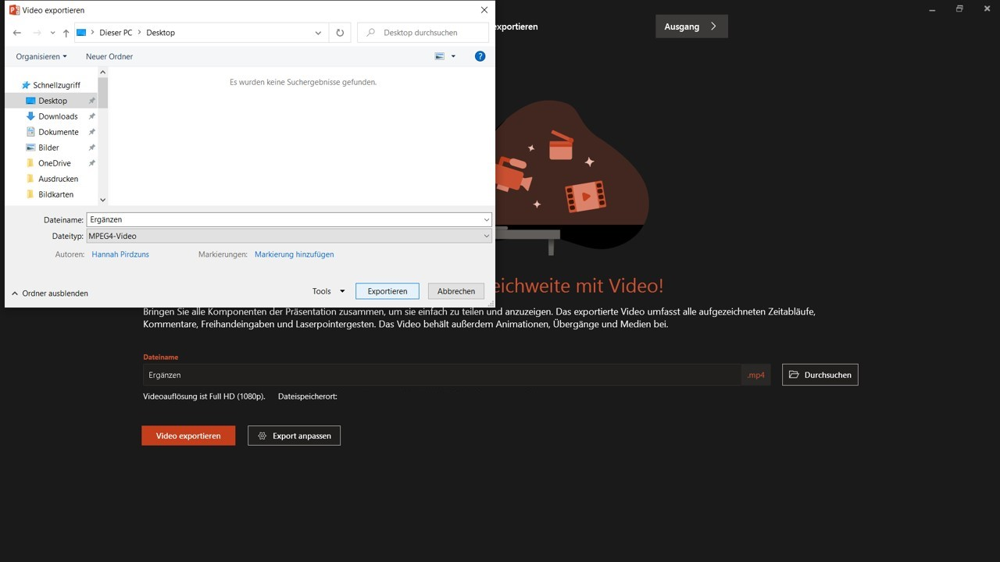 Video exportieren
exportieren
Ausgang
Dieser PC
Desktop
Desktop durchsuchen
Organisieren
Neuer Ordner
?
Es wurden keine Suchergebnisse gefunden.
Schnellzugriff
Desktop
Downloads
Dokumente
Bilder
OneDrive
Ausdrucken
Bildkarten
Dateiname: Ergänzen
Dateityp: MPEG4-Video
Autoren: Hannah Pirdzuns Markierungen: Markierung hinzufügen
Ordner ausblenden Tools Exportieren Abbrechen
eichweite mit Video!
Bringen Sie alle Komponenten der Präsentation zusammen, um sie einfach zu teilen und anzuzeigen. Das exportierte Video umfasst alle aufgezeichneten Zeitabläufe,
Kommentare, Freihandeingaben und Laserpointergesten. Das Video behält außerdem Animationen, Übergänge und Medien bei.
Dateiname
Ergänzen .mp4 Durchsuchen
Videoauflösung ist Full HD (1080p). Dateispeicherort:
Video exportieren Export anpassen